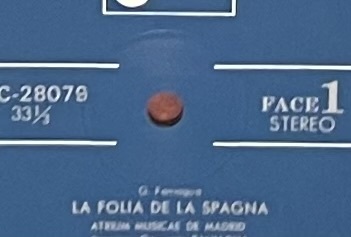 C-28079
33⅓
FACE 1
STEREO
LA FOLIA DE LA SPAGNA
ATRIUM MUSICAE DE MADRID